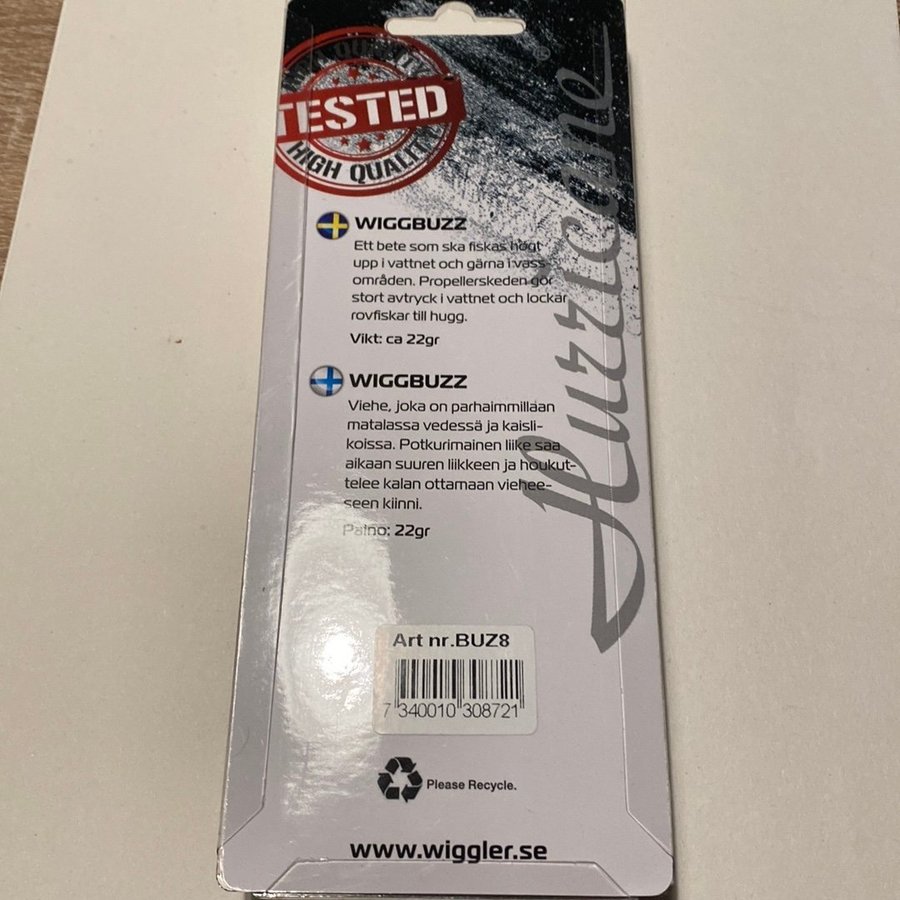 HIGH QUALITY
TESTED
HIGH QUALITY
Hurricane®
WIGGBUZZ
Ett bete som ska fiskas högt
upp i vattnet och gärna i vass
områden. Propellerskeden gör
stort avtryck i vattnet och lockar
rovfiskar till hugg.
Vikt: ca 22gr
WIGGBUZZ
Viehe, joka on parhaimmillaan
matalassa vedessä ja kaisli-
koissa. Potkurimainen liike saa
aikaan suuren liikkeen ja houkut-
telee kalan ottamaan viehee-
seen kiinni.
Paino: 22gr
Art nr.BUZ8
7 340010 308721
Please Recycle.
www.wiggler.se